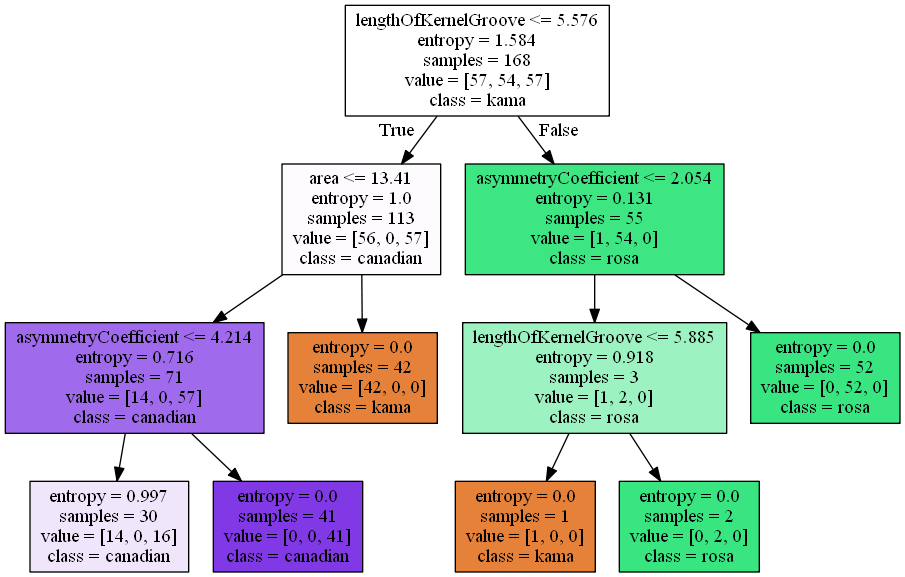 lengthOfKernelGroove <= 5.576
entropy = 1.584
samples = 168
value = [57, 54, 57]
class = kama
True
False
area <= 13.41
entropy = 1.0
samples = 113
value = [56, 0, 57]
class = canadian
asymmetryCoefficient <= 2.054
entropy = 0.131
samples = 55
value = [1, 54, 0]
class = rosa
asymmetryCoefficient <= 4.214
entropy = 0.716
samples = 71
value = [14, 0, 57]
class = canadian
entropy = 0.0
samples = 42
value = [42, 0, 0]
class = kama
lengthOfKernelGroove <= 5.885
entropy = 0.918
samples = 3
value = [1, 2, 0]
class = rosa
entropy = 0.0
samples = 52
value = [0, 52, 0]
class = rosa
entropy = 0.997
samples = 30
value = [14, 0, 16]
class = canadian
entropy = 0.0
samples = 41
value = [0, 0, 41]
class = canadian
entropy = 0.0
samples = 1
value = [1, 0, 0]
class = kama
entropy = 0.0
samples = 2
value = [0, 2, 0]
class = rosa